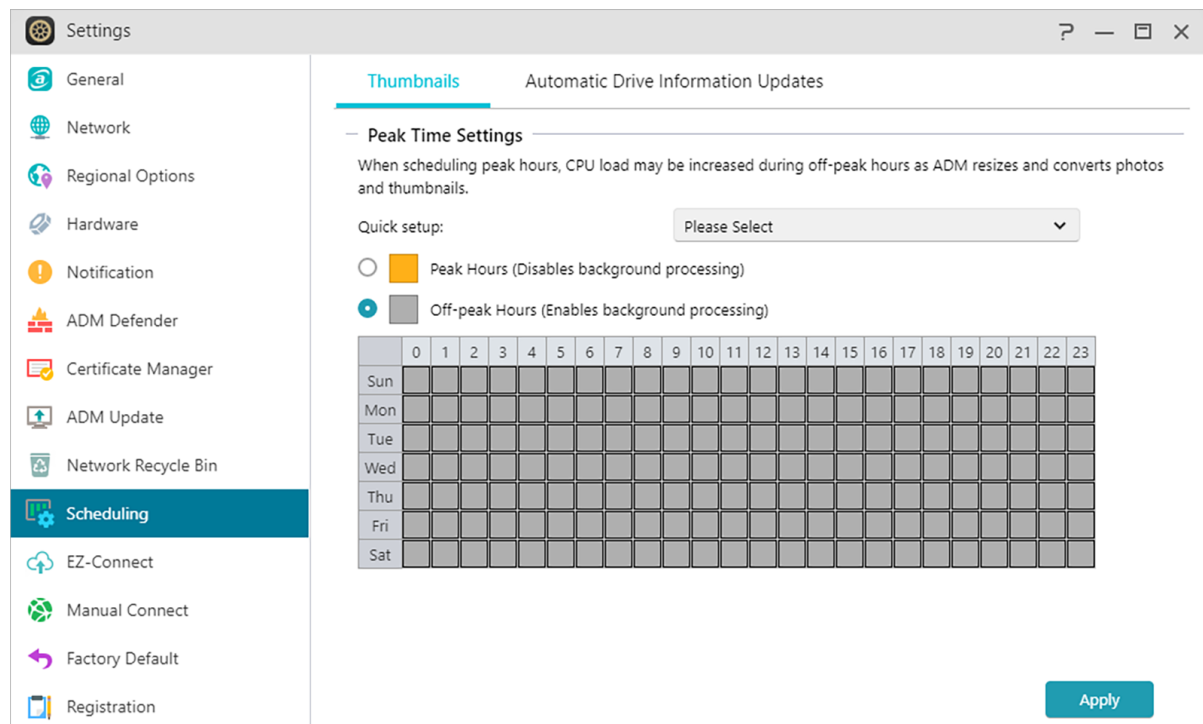 Settings
General
Network
Regional Options
Hardware
Notification
ADM Defender
Certificate Manager
ADM Update
Network Recycle Bin
Scheduling
EZ-Connect
Manual Connect
Factory Default
Registration
Thumbnails Automatic Drive Information Updates
Peak Time Settings
When scheduling peak hours, CPU load may be increased during off-peak hours as ADM resizes and converts photos
and thumbnails.
Quick setup: Please Select
Peak Hours (Disables background processing)
Off-peak Hours (Enables background processing)
0 1 2 3 4 5 6 7 8 9 10 11 12 13 14 15 16 17 18 19 20 21 22 23
Sun
Mon
Tue
Wed
Thu
Fri
Sat
Apply